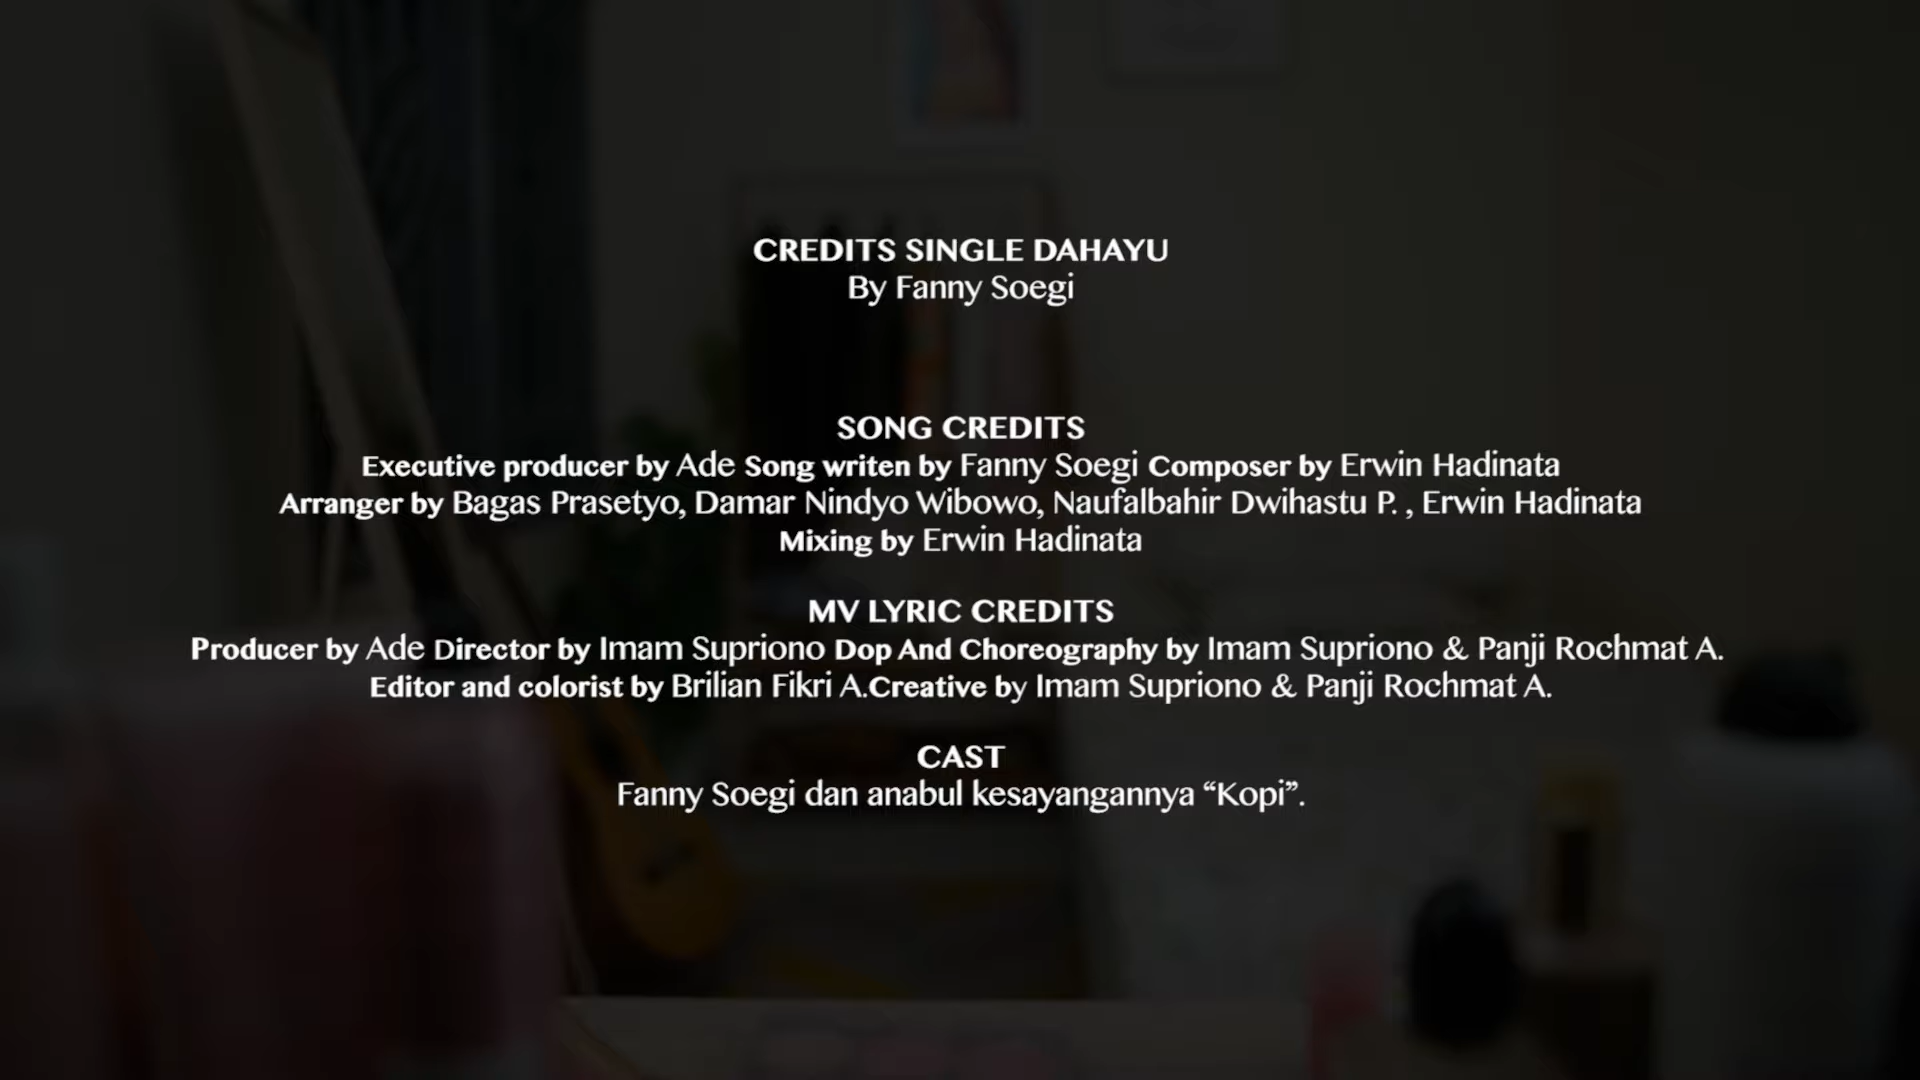 CREDITS SINGLE DAHAYU
By Fanny Soegi
SONG CREDITS
Executive producer by Ade Song writen by Fanny Soegi Composer by Erwin Hadinata
Arranger by Bagas Prasetyo, Damar Nindyo Wibowo, Naufalbahir Dwihastu P. , Erwin Hadinata
Mixing by Erwin Hadinata
MV LYRIC CREDITS
Producer by Ade Director by Imam Supriono Dop And Choreography by Imam Supriono & Panji Rochmat A.
Editor and colorist by Brilian Fikri A.Creative by Imam Supriono & Panji Rochmat A.
CAST
Fanny Soegi dan anabul kesayangannya “Kopi”.